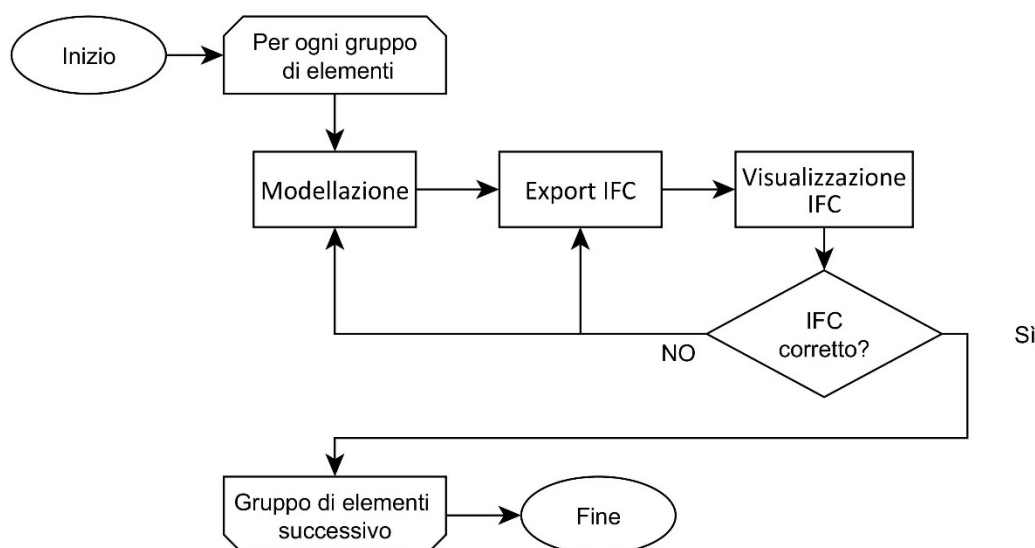 Inizio
Per ogni gruppo
di elementi
Modellazione
Export IFC
Visualizzazione
IFC
IFC
corretto?
NO
Sì
Gruppo di elementi
successivo
Fine